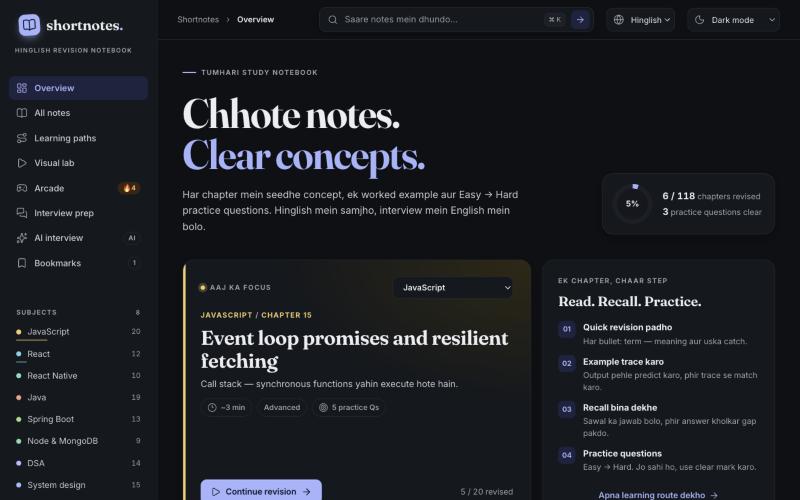 shortnotes.
HINGLISH REVISION NOTEBOOK
Overview
All notes
Learning paths
Visual lab
Arcade 🔥4
Interview prep
AI interview AI
Bookmarks 1
SUBJECTS 8
JavaScript 20
React 12
React Native 10
Java 19
Spring Boot 13
Node & MongoDB 9
DSA 14
System design 15
Shortnotes > Overview
Saare notes mein dhundo... ⌘ K →
Hinglish
Dark mode
TUMHARI STUDY NOTEBOOK
Chhote notes.
Clear concepts.
Har chapter mein seedhe concept, ek worked example aur Easy → Hard
practice questions. Hinglish mein samjho, interview mein English mein
bolo.
5%
6 / 118 chapters revised
3 practice questions clear
AAJ KA FOCUS
JavaScript
JAVASCRIPT / CHAPTER 15
Event loop promises and resilient
fetching
Call stack — synchronous functions yahin execute hote hain.
~3 min
Advanced
5 practice Qs
Continue revision →
5 / 20 revised
EK CHAPTER, CHAAR STEP
Read. Recall. Practice.
01 Quick revision padho
Har bullet: term — meaning aur uska catch.
02 Example trace karo
Output pehle predict karo, phir trace se match
karo.
03 Recall bina dekhe
Sawal ka jawab bolo, phir answer kholkar gap
pakdo.
04 Practice questions
Easy → Hard. Jo sahi ho, use clear mark karo.
Apna learning route dekho →